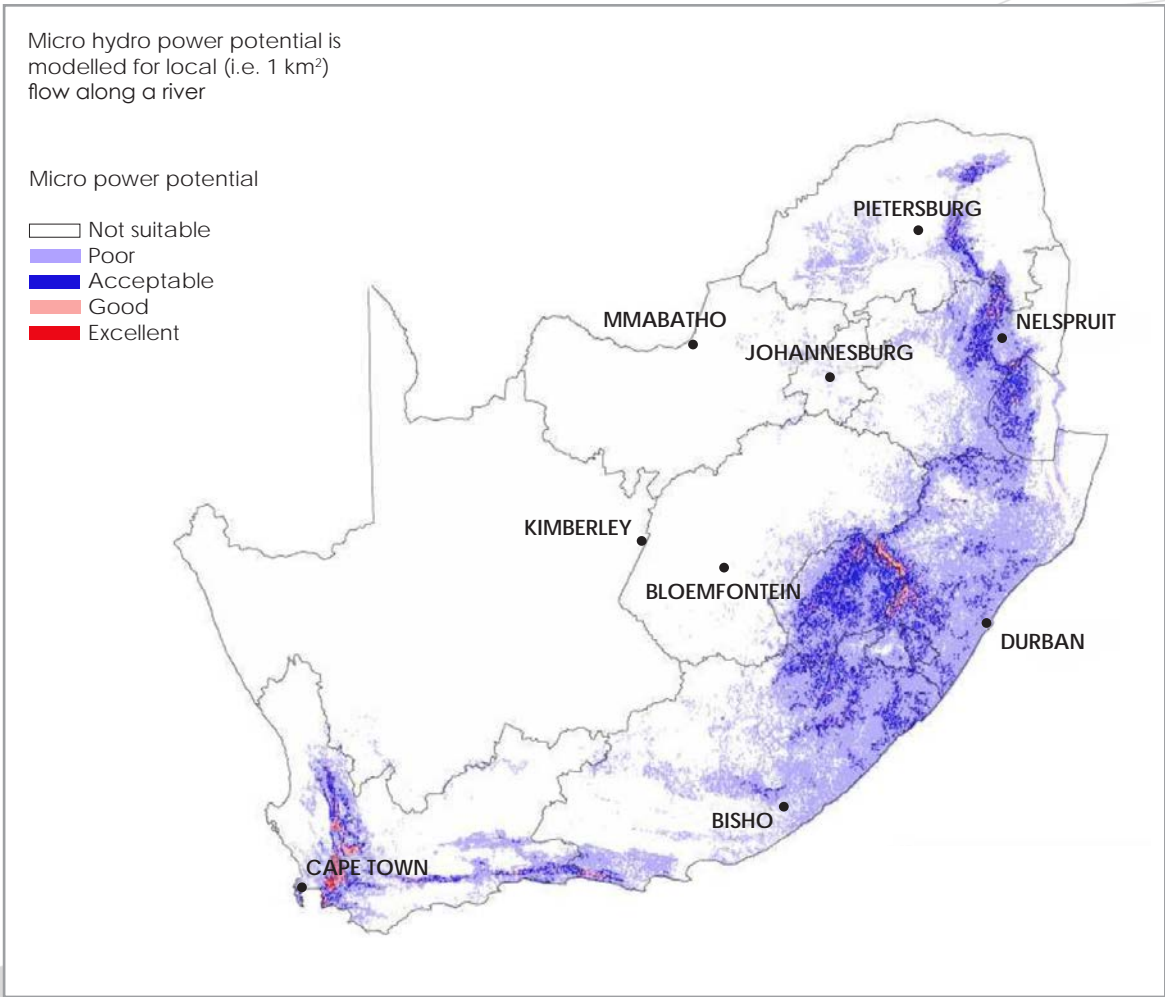 Micro hydro power potential is
modelled for local (i.e. 1 km²)
flow along a river
Micro power potential
Not suitable
Poor
Acceptable
Good
Excellent
PIETERSBURG
NELSPRUIT
MMABATHO
JOHANNESBURG
KIMBERLEY
BLOEMFONTEIN
DURBAN
BISHO
CAPE TOWN